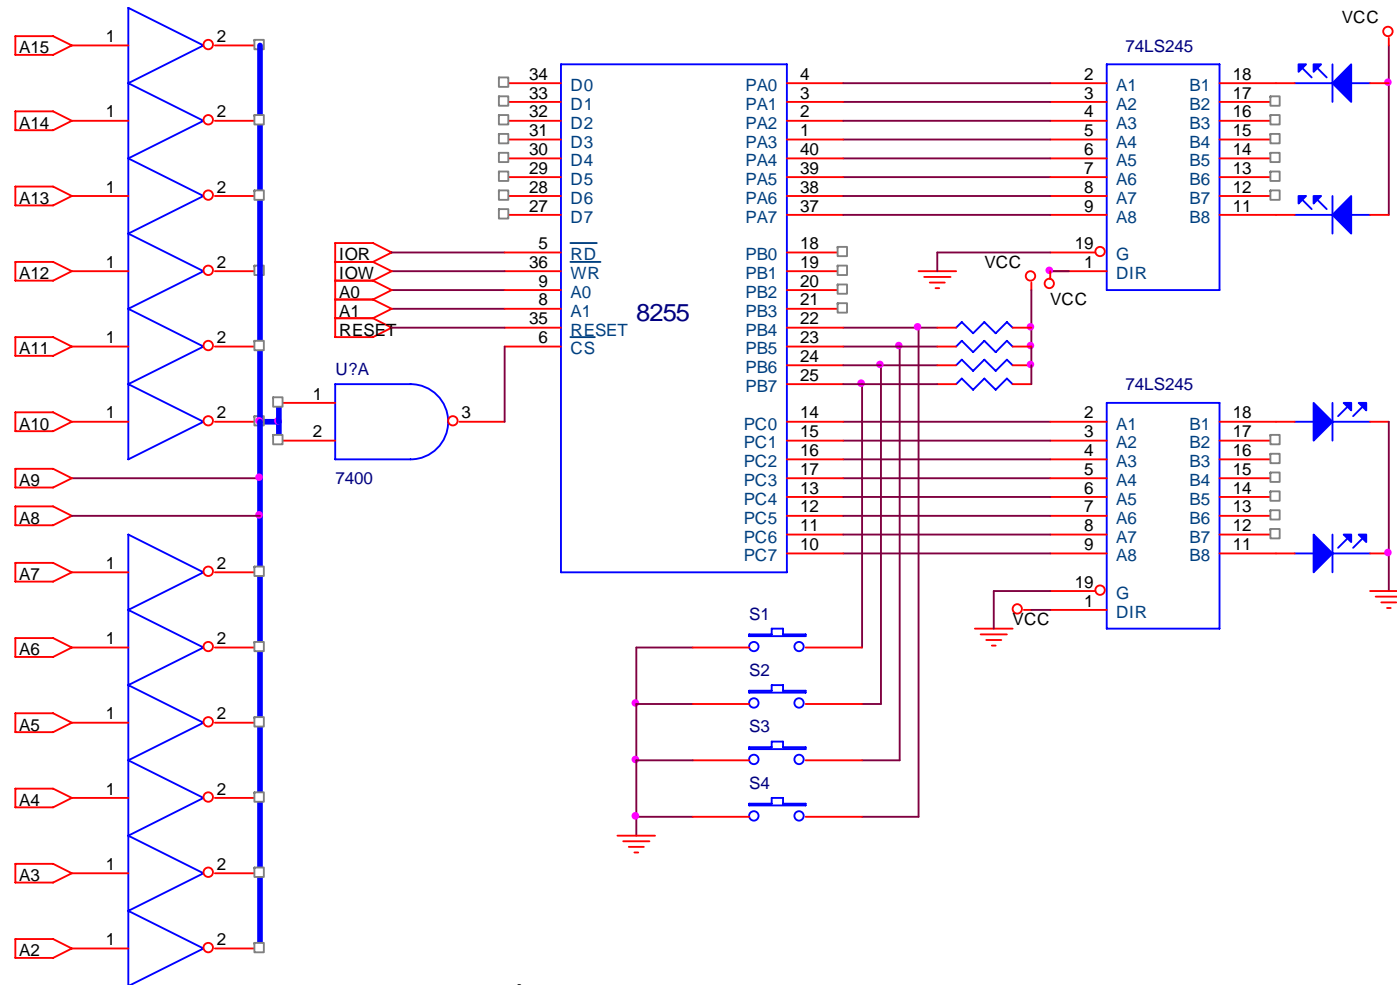 A15 1 2
A14 1 2
A13 1 2
A12 1 2
A11 1 2
A10 1 2
A9
A8
A7 1 2
A6 1 2
A5 1 2
A4 1 2
A3 1 2
A2 1 2
U?A
1
2
3
7400
IOR
IOW
A0
A1
RESET
8255
34 D0
33 D1
32 D2
31 D3
30 D4
29 D5
28 D6
27 D7
5 RD
36 WR
9 A0
8 A1
35 RESET
6 CS
PA0 4
PA1 3
PA2 2
PA3 1
PA4 40
PA5 39
PA6 38
PA7 37
PB0 18
PB1 19
PB2 20
PB3 21
PB4 22
PB5 23
PB6 24
PB7 25
PC0 14
PC1 15
PC2 16
PC3 17
PC4 13
PC5 12
PC6 11
PC7 10
S1
S2
S3
S4
VCC
VCC
VCC
74LS245
2 A1 B1 18
3 A2 B2 17
4 A3 B3 16
5 A4 B4 15
6 A5 B5 14
7 A6 B6 13
8 A7 B7 12
9 A8 B8 11
19 G
1 DIR
74LS245
2 A1 B1 18
3 A2 B2 17
4 A3 B3 16
5 A4 B4 15
6 A5 B5 14
7 A6 B6 13
8 A7 B7 12
9 A8 B8 11
19 G
1 DIR
VCC